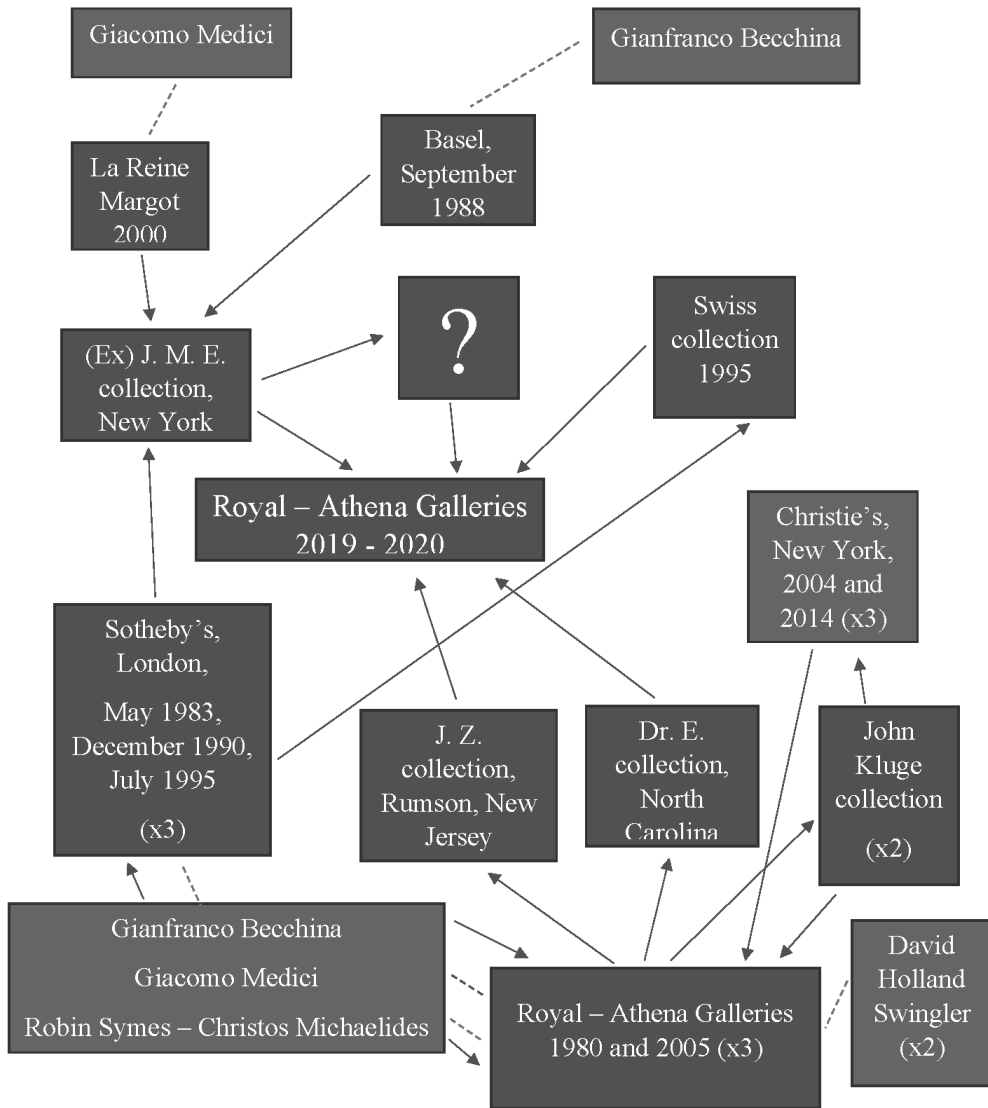 Giacomo Medici
Gianfranco Becchina
La Reine
Margot
2000
Basel,
September
1988
(Ex) J. M. E.
collection,
New York
?
Swiss
collection
1995
Royal – Athena Galleries
2019 - 2020
Christie’s,
New York,
2004 and
2014 (x3)
Sotheby’s,
London,
May 1983,
December 1990,
July 1995
(x3)
J. Z.
collection,
Rumson, New
Jersey
Dr. E.
collection,
North
Carolina
John
Kluge
collection
(x2)
Gianfranco Becchina
Giacomo Medici
Robin Symes – Christos Michaelides
Royal – Athena Galleries
1980 and 2005 (x3)
David
Holland
Swingler
(x2)